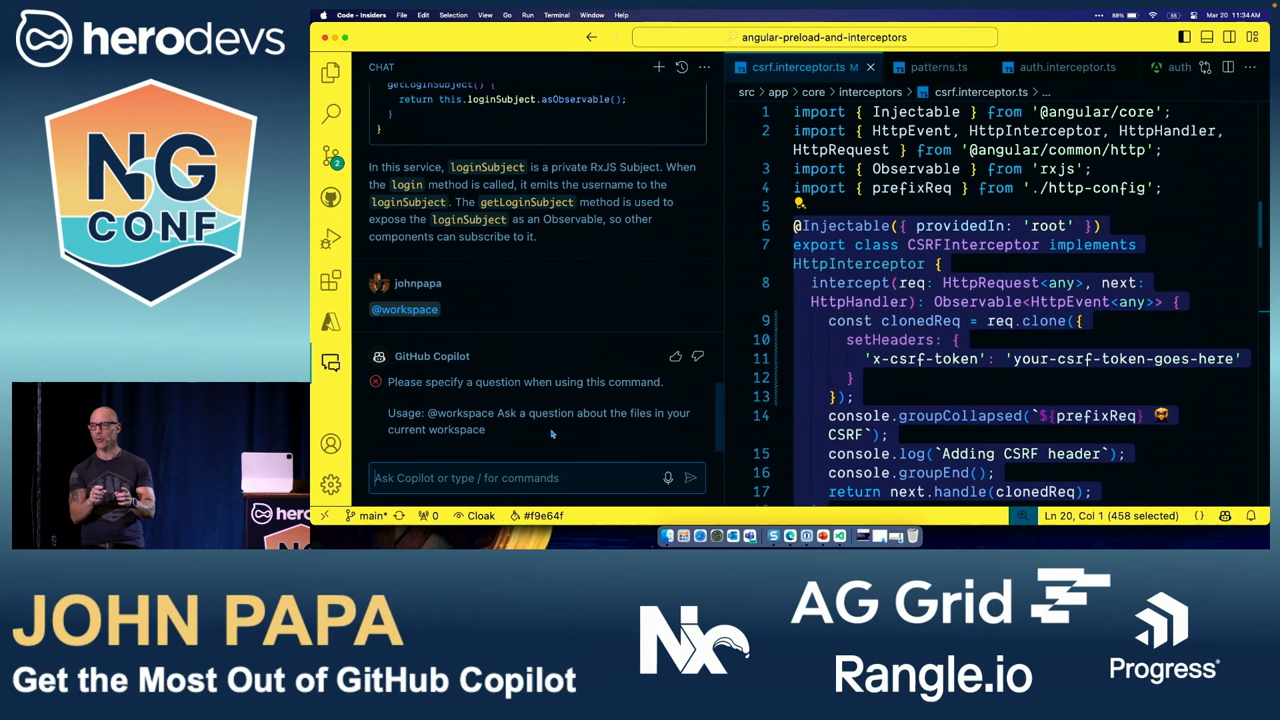 herodevs
NG
CONF
Code - Insiders File Edit Selection View Go Run Terminal Window Help
88%
Mar 20 11:34AM
angular-preload-and-interceptors
CHAT
getLoginSubject() {
return this.loginSubject.asObservable();
}
}
In this service, loginSubject is a private RxJS Subject. When
the login method is called, it emits the username to the
loginSubject. The getLoginSubject method is used to
expose the loginSubject as an Observable, so other
components can subscribe to it.
johnpapa
@workspace
GitHub Copilot
Please specify a question when using this command.
Usage: @workspace Ask a question about the files in your
current workspace
Ask Copilot or type / for commands
2
csrf.interceptor.ts M
patterns.ts
auth.interceptor.ts
auth
src > app > core > interceptors > csrf.interceptor.ts > ...
1 import { Injectable } from '@angular/core';
2 import { HttpEvent, HttpInterceptor, HttpHandler,
HttpRequest } from '@angular/common/http';
3 import { Observable } from 'rxjs';
4 import { prefixReq } from './http-config';
5
6 @Injectable({ providedIn: 'root' })
7 export class CSRFInterceptor implements
HttpInterceptor {
8 intercept(req: HttpRequest<any>, next:
HttpHandler): Observable<HttpEvent<any>> {
9 const clonedReq = req.clone({
10 setHeaders: {
11 'x-csrf-token': 'your-csrf-token-goes-here'
12 }
13 });
14 console.groupCollapsed(`${prefixReq} 📦
CSRF`);
15 console.log(`Adding CSRF header`);
16 console.groupEnd();
17 return next.handle(clonedReq);
main* 0 Cloak #f9e64f
Ln 20, Col 1 (458 selected) {}
hero
JOHN PAPA
Get the Most Out of GitHub Copilot
Nx
AG Grid
Rangle.io
Progress